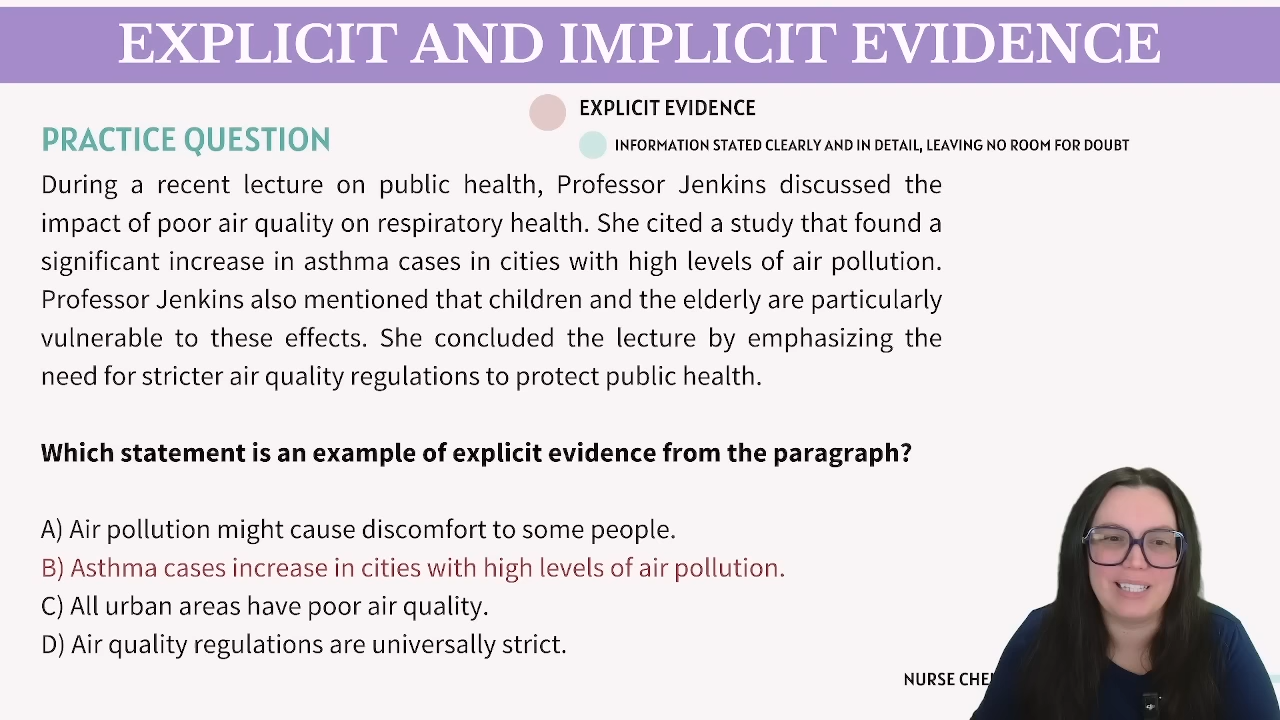 EXPLICIT AND IMPLICIT EVIDENCE
EXPLICIT EVIDENCE
INFORMATION STATED CLEARLY AND IN DETAIL, LEAVING NO ROOM FOR DOUBT
PRACTICE QUESTION
During a recent lecture on public health, Professor Jenkins discussed the
impact of poor air quality on respiratory health. She cited a study that found a
significant increase in asthma cases in cities with high levels of air pollution.
Professor Jenkins also mentioned that children and the elderly are particularly
vulnerable to these effects. She concluded the lecture by emphasizing the
need for stricter air quality regulations to protect public health.
Which statement is an example of explicit evidence from the paragraph?
A) Air pollution might cause discomfort to some people.
B) Asthma cases increase in cities with high levels of air pollution.
C) All urban areas have poor air quality.
D) Air quality regulations are universally strict.
NURSE